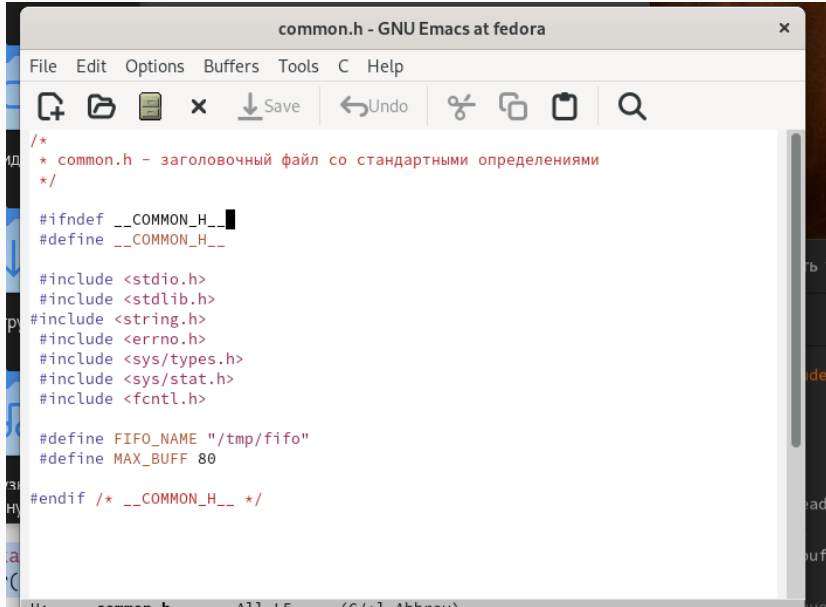 common.h - GNU Emacs at fedora
File Edit Options Buffers Tools C Help
Save Undo
/*
 * common.h - заголовочный файл со стандартными определениями
 */
 #ifndef __COMMON_H__
 #define __COMMON_H__
 #include <stdio.h>
 #include <stdlib.h>
#include <string.h>
 #include <errno.h>
 #include <sys/types.h>
 #include <sys/stat.h>
 #include <fcntl.h>
 #define FIFO_NAME "/tmp/fifo"
 #define MAX_BUFF 80
#endif /* __COMMON_H__ */